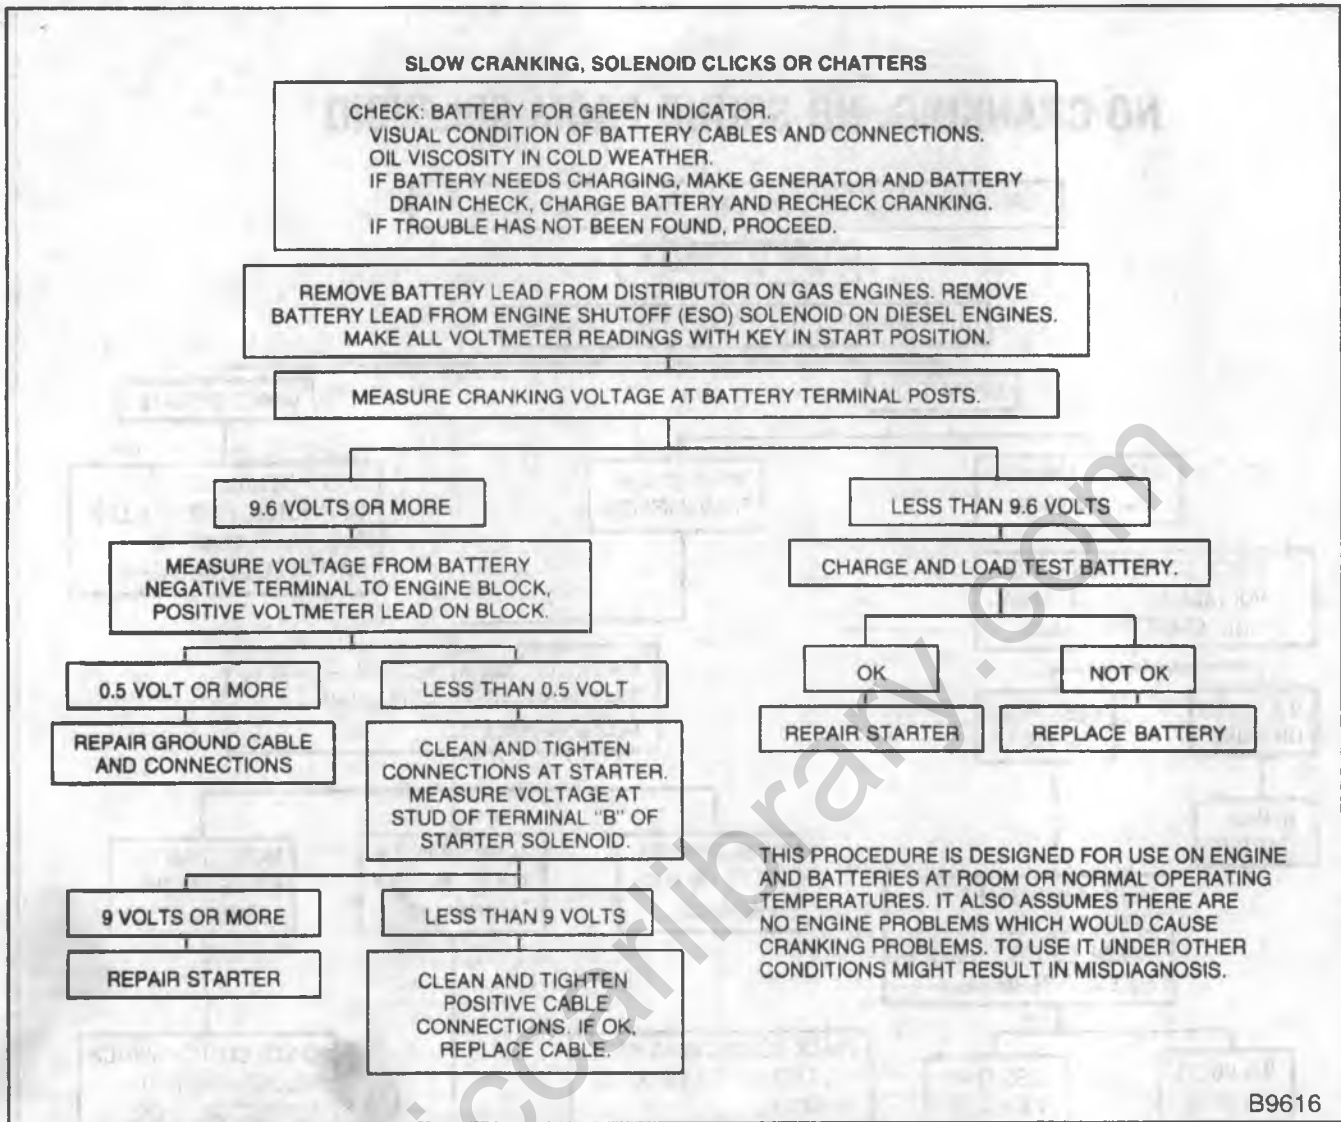 SLOW CRANKING, SOLENOID CLICKS OR CHATTERS
CHECK: BATTERY FOR GREEN INDICATOR.
VISUAL CONDITION OF BATTERY CABLES AND CONNECTIONS.
OIL VISCOSITY IN COLD WEATHER.
IF BATTERY NEEDS CHARGING, MAKE GENERATOR AND BATTERY
DRAIN CHECK, CHARGE BATTERY AND RECHECK CRANKING.
IF TROUBLE HAS NOT BEEN FOUND, PROCEED.
REMOVE BATTERY LEAD FROM DISTRIBUTOR ON GAS ENGINES. REMOVE
BATTERY LEAD FROM ENGINE SHUTOFF (ESO) SOLENOID ON DIESEL ENGINES.
MAKE ALL VOLTMETER READINGS WITH KEY IN START POSITION.
MEASURE CRANKING VOLTAGE AT BATTERY TERMINAL POSTS.
9.6 VOLTS OR MORE
LESS THAN 9.6 VOLTS
MEASURE VOLTAGE FROM BATTERY
NEGATIVE TERMINAL TO ENGINE BLOCK,
POSITIVE VOLTMETER LEAD ON BLOCK.
CHARGE AND LOAD TEST BATTERY.
0.5 VOLT OR MORE
LESS THAN 0.5 VOLT
OK
NOT OK
REPAIR GROUND CABLE
AND CONNECTIONS
CLEAN AND TIGHTEN
CONNECTIONS AT STARTER.
MEASURE VOLTAGE AT
STUD OF TERMINAL "B" OF
STARTER SOLENOID.
REPAIR STARTER
REPLACE BATTERY
9 VOLTS OR MORE
LESS THAN 9 VOLTS
REPAIR STARTER
CLEAN AND TIGHTEN
POSITIVE CABLE
CONNECTIONS. IF OK,
REPLACE CABLE.
THIS PROCEDURE IS DESIGNED FOR USE ON ENGINE
AND BATTERIES AT ROOM OR NORMAL OPERATING
TEMPERATURES. IT ALSO ASSUMES THERE ARE
NO ENGINE PROBLEMS WHICH WOULD CAUSE
CRANKING PROBLEMS. TO USE IT UNDER OTHER
CONDITIONS MIGHT RESULT IN MISDIAGNOSIS.
B9616